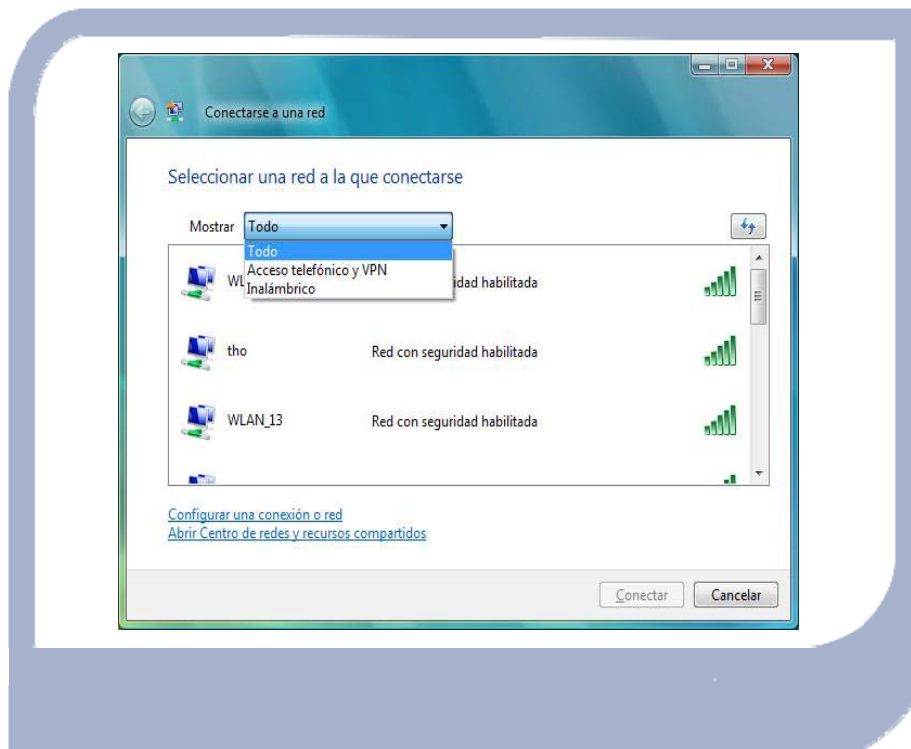 Conectarse a una red
Seleccionar una red a la que conectarse
Mostrar Todo
Todo
Acceso telefónico y VPN
Inalámbrico
WL idad habilitada
tho Red con seguridad habilitada
WLAN_13 Red con seguridad habilitada
Configurar una conexión o red
Abrir Centro de redes y recursos compartidos
Conectar Cancelar